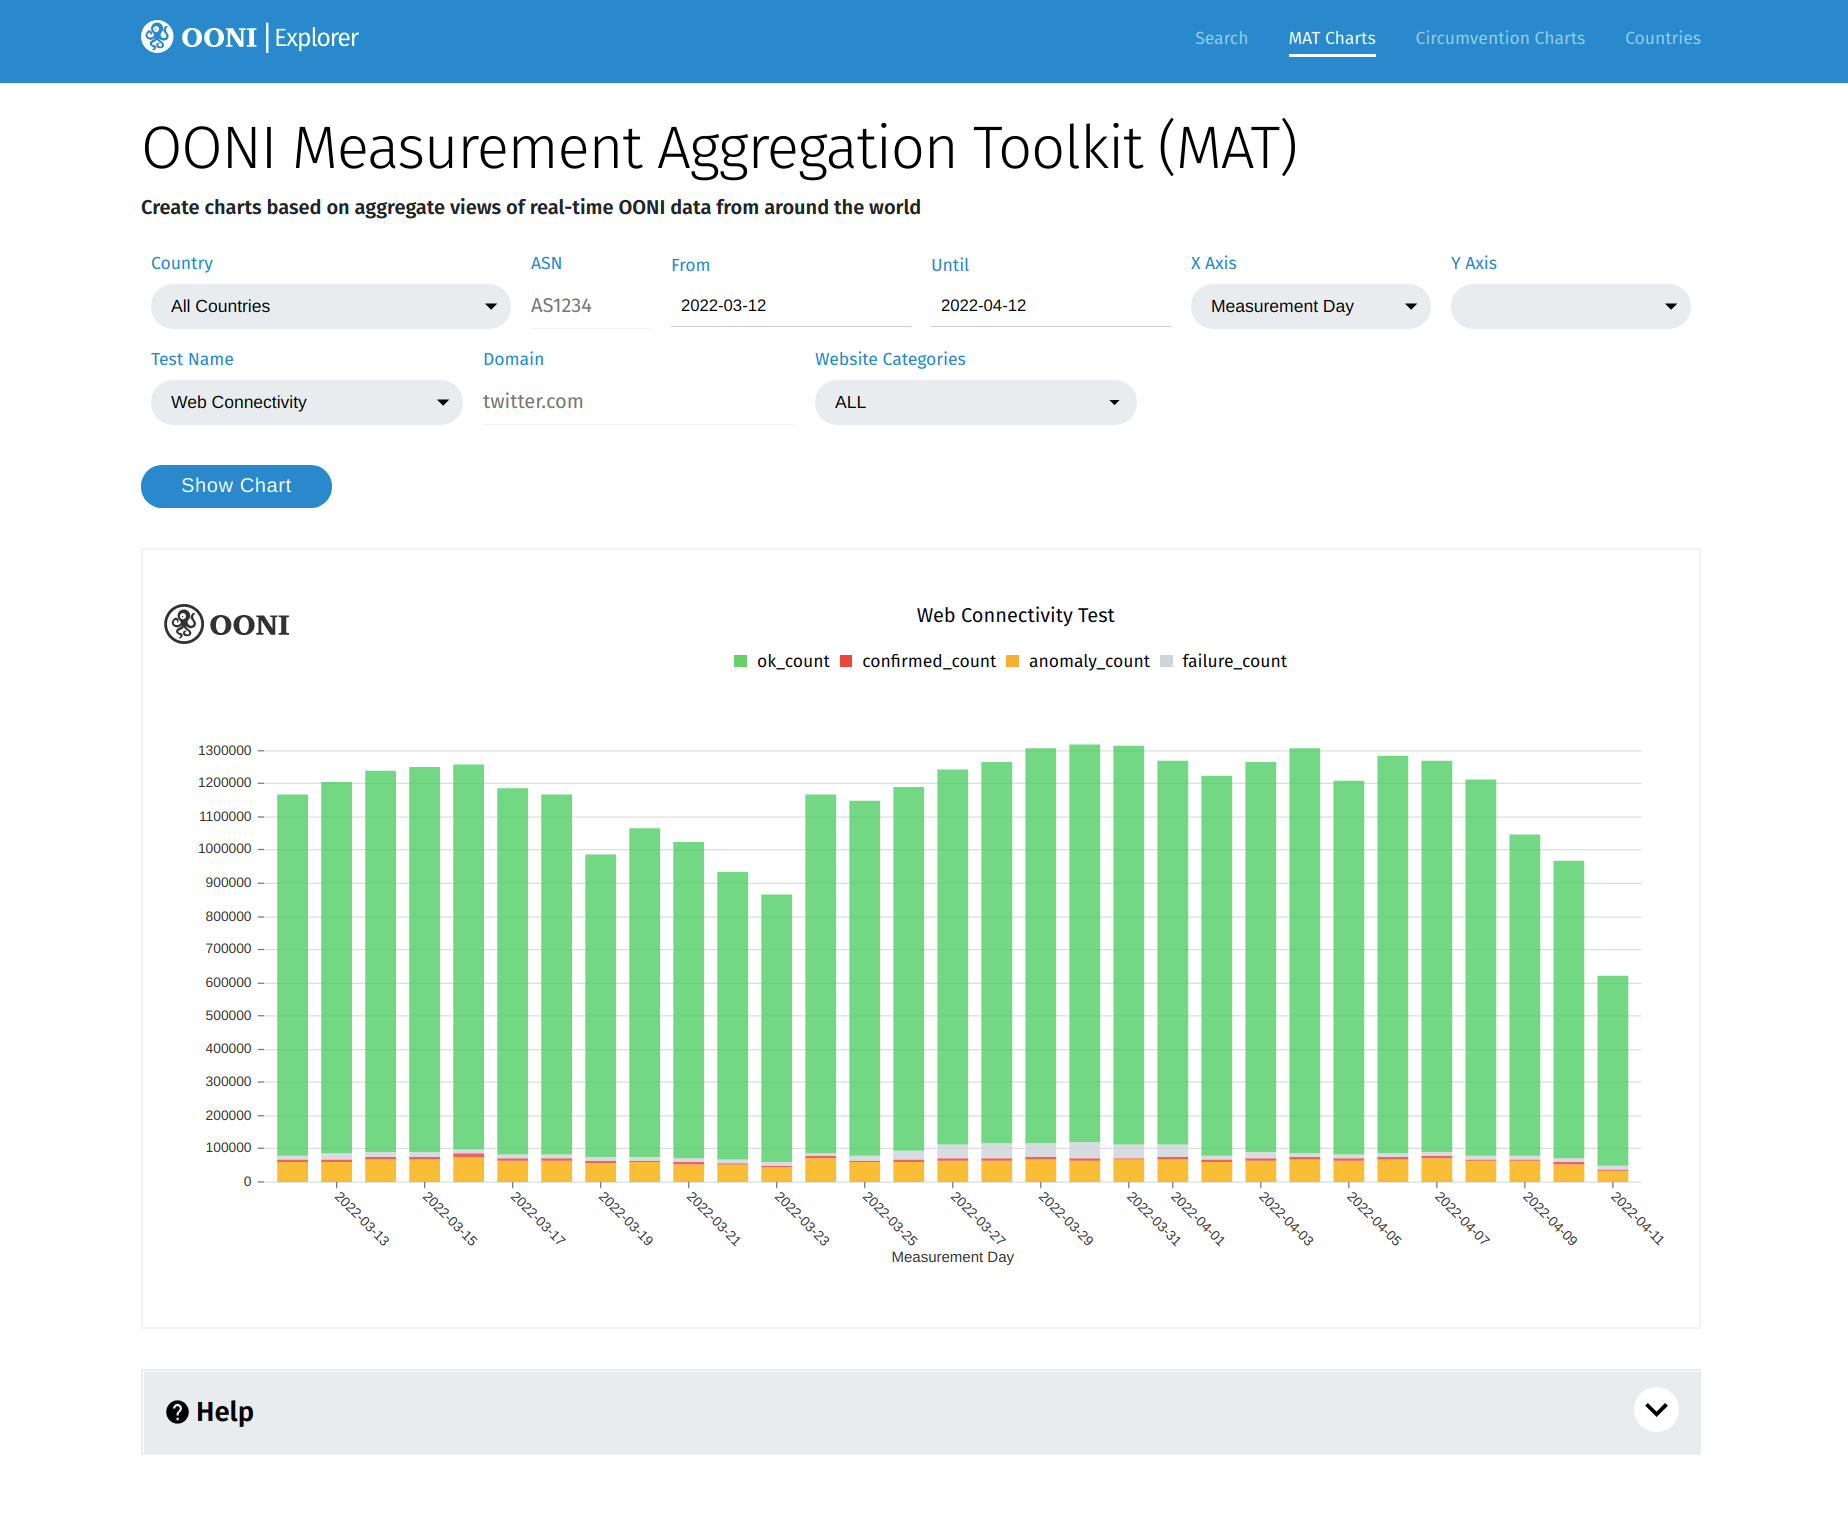 OONI Explorer
Search MAT Charts Circumvention Charts Countries
OONI Measurement Aggregation Toolkit (MAT)
Create charts based on aggregate views of real-time OONI data from around the world
Country ASN From Until X Axis Y Axis
All Countries AS1234 2022-03-12 2022-04-12 Measurement Day
Test Name Domain Website Categories
Web Connectivity twitter.com ALL
Show Chart
OONI
Web Connectivity Test
ok_count confirmed_count anomaly_count failure_count
1300000
1200000
1100000
1000000
900000
800000
700000
600000
500000
400000
300000
200000
100000
0
2022-03-13 2022-03-15 2022-03-17 2022-03-19 2022-03-21 2022-03-23 2022-03-25 2022-03-27 2022-03-29 2022-03-31 2022-04-01 2022-04-03 2022-04-05 2022-04-07 2022-04-09 2022-04-11
Measurement Day
? Help